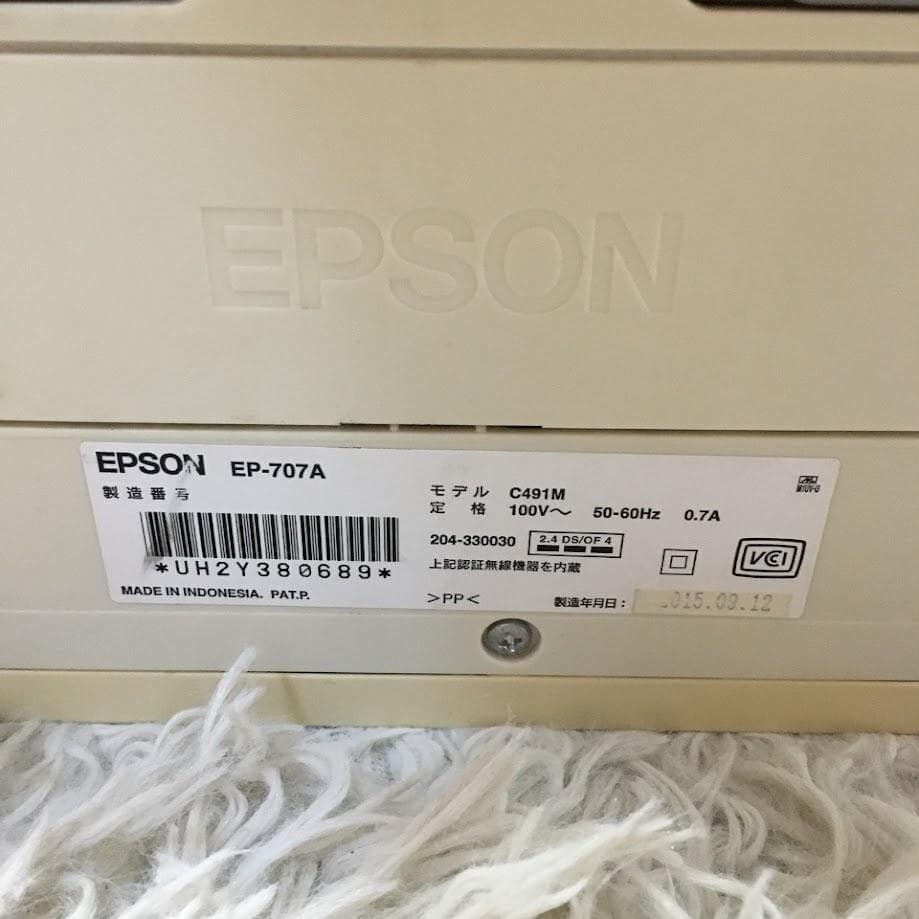 EPSON
EPSON EP-707A
製造番号
*UH2Y380689*
MADE IN INDONESIA. PAT.P.
モデル C491M
定格 100V〜 50-60Hz 0.7A
204-330030 2.4 DS/OF 4
上記認証無線機器を内蔵
>PP<
VCI
製造年月日: 2015.09.12